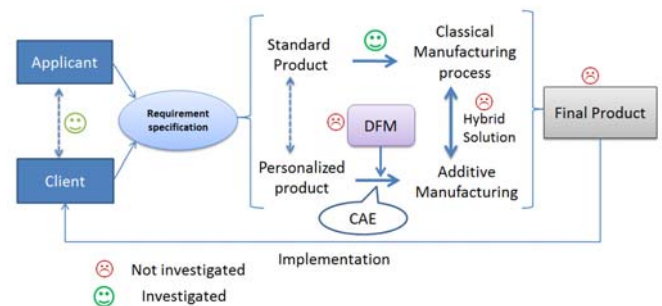 Applicant
Client
Requirement
specification
Standard
Product
Personalized
product
DFM
CAE
Classical
Manufacturing
process
Hybrid
Solution
Additive
Manufacturing
Final Product
Implementation
Not investigated
Investigated